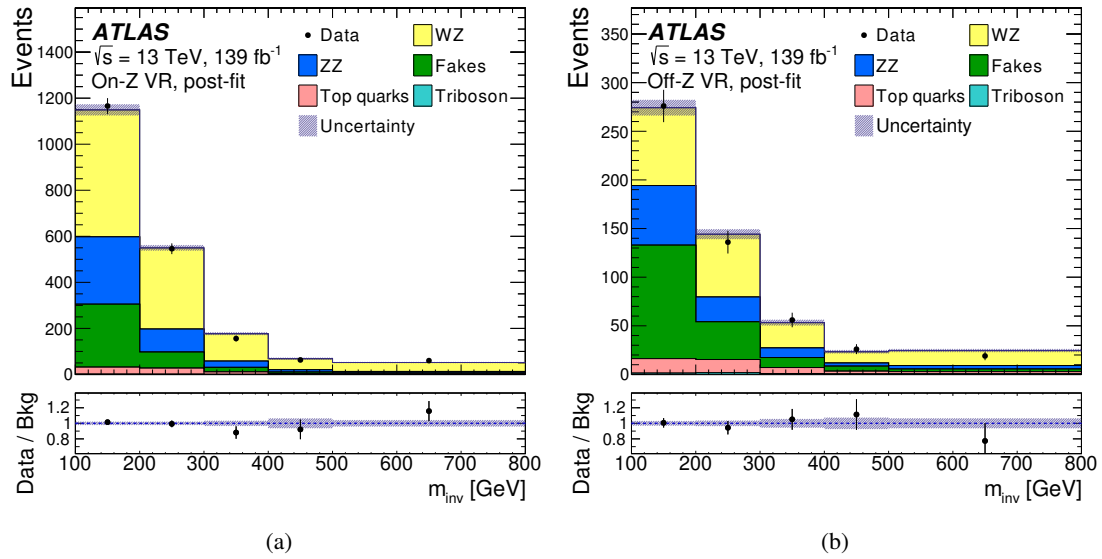 ATLAS
√s = 13 TeV, 139 fb-1
On-Z VR, post-fit
Data
WZ
ZZ
Fakes
Top quarks
Triboson
Uncertainty
Events
1400
1200
1000
800
600
400
200
0
Data / Bkg
1.2
1
0.8
100 200 300 400 500 600 700 800
minv [GeV]
(a)
ATLAS
√s = 13 TeV, 139 fb-1
Off-Z VR, post-fit
Data
WZ
ZZ
Fakes
Top quarks
Triboson
Uncertainty
Events
350
300
250
200
150
100
50
0
Data / Bkg
1.2
1
0.8
100 200 300 400 500 600 700 800
minv [GeV]
(b)